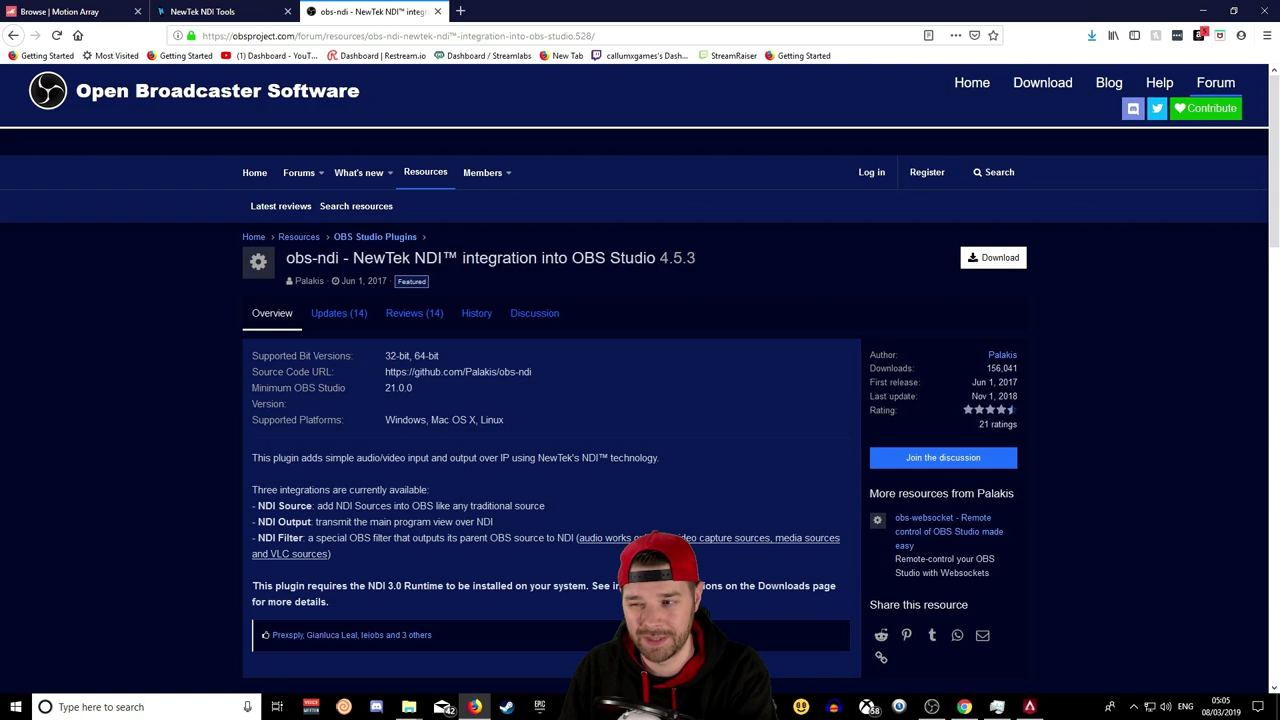 Browse | Motion Array
NewTek NDI Tools
obs-ndi - NewTek NDI™ integ
https://obsproject.com/forum/resources/obs-ndi-newtek-ndi™-integration-into-obs-studio.528/
Getting Started
Most Visited
Getting Started
(1) Dashboard - YouT...
Dashboard | Restream.io
Dashboard / Streamlabs
New Tab
callumxgames's Dash...
StreamRaiser
Getting Started
Open Broadcaster Software
Home
Download
Blog
Help
Forum
Contribute
Home
Forums
What's new
Resources
Members
Log in
Register
Search
Latest reviews
Search resources
Home
Resources
OBS Studio Plugins
obs-ndi - NewTek NDI™ integration into OBS Studio 4.5.3
Download
Palakis · Jun 1, 2017 · Featured
Overview
Updates (14)
Reviews (14)
History
Discussion
Supported Bit Versions: 32-bit, 64-bit
Source Code URL: https://github.com/Palakis/obs-ndi
Minimum OBS Studio 21.0.0
Version:
Supported Platforms: Windows, Mac OS X, Linux
This plugin adds simple audio/video input and output over IP using NewTek's NDI™ technology.
Three integrations are currently available:
- NDI Source: add NDI Sources into OBS like any traditional source
- NDI Output: transmit the main program view over NDI
- NDI Filter: a special OBS filter that outputs its parent OBS source to NDI (audio works capture sources, media sources
and VLC sources)
This plugin requires the NDI 3.0 Runtime to be installed on your system. See on the Downloads page
for more details.
Prexsply, Gianluca Leal, leiobs and 3 others
Author: Palakis
Downloads: 156,041
First release: Jun 1, 2017
Last update: Nov 1, 2018
Rating:
21 ratings
Join the discussion
More resources from Palakis
obs-websocket - Remote
control of OBS Studio made
easy
Remote-control your OBS
Studio with Websockets
Share this resource
Type here to search
42
EPIC
58
05:05
08/03/2019